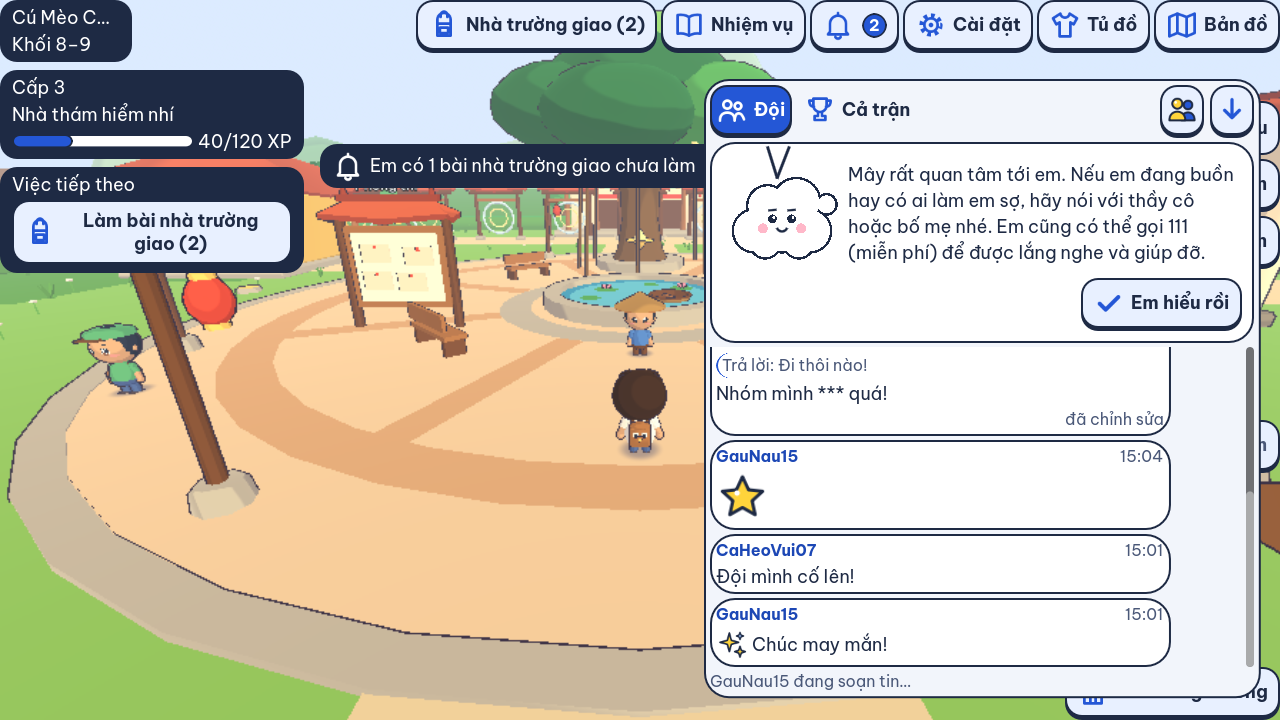 Cú Mèo C...
Khối 8–9
Nhà trường giao (2)
Nhiệm vụ
2
Cài đặt
Tủ đồ
Bản đồ
Cấp 3
Nhà thám hiểm nhí
40/120 XP
Việc tiếp theo
Làm bài nhà trường
giao (2)
Em có 1 bài nhà trường giao chưa làm
Đội
Cả trận
Mây rất quan tâm tới em. Nếu em đang buồn
hay có ai làm em sợ, hãy nói với thầy cô
hoặc bố mẹ nhé. Em cũng có thể gọi 111
(miễn phí) để được lắng nghe và giúp đỡ.
Em hiểu rồi
Trả lời: Đi thôi nào!
Nhóm mình *** quá!
đã chỉnh sửa
GauNau15
15:04
CaHeoVui07
15:01
Đội mình cố lên!
GauNau15
15:01
Chúc may mắn!
GauNau15 đang soạn tin...